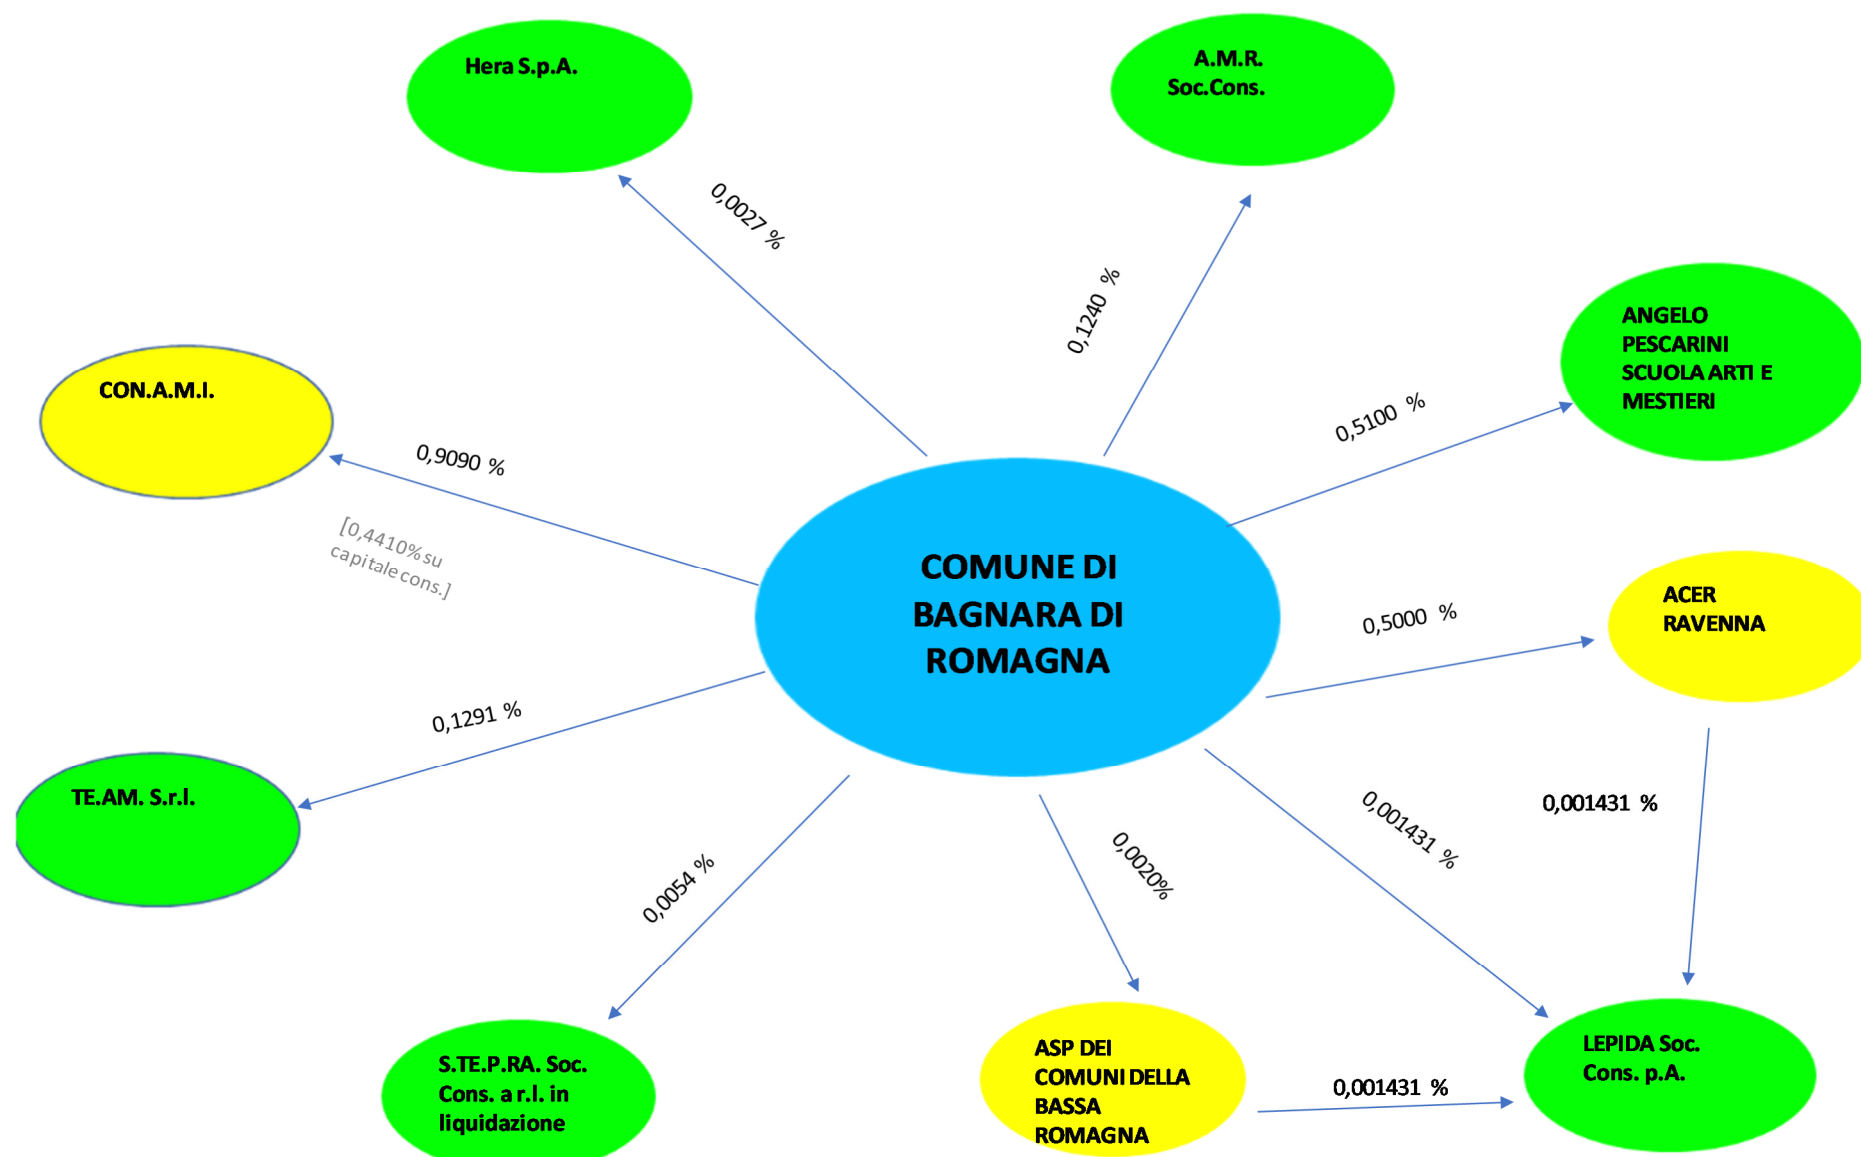 Hera S.p.A.
A.M.R.
Soc.Cons.
0,0027 %
0,1240 %
ANGELO
PESCARINI
SCUOLA ARTI E
MESTIERI
0,5100 %
CON.A.M.I.
0,9090 %
[0,4410% su
capitale cons.]
COMUNE DI
BAGNARA DI
ROMAGNA
ACER
RAVENNA
0,5000 %
0,1291 %
TE.AM. S.r.l.
0,001431 %
0,001431 %
0,0054 %
0,0020%
S.TE.P.RA. Soc.
Cons. a r.l. in
liquidazione
ASP DEI
COMUNI DELLA
BASSA
ROMAGNA
0,001431 %
LEPIDA Soc.
Cons. p.A.